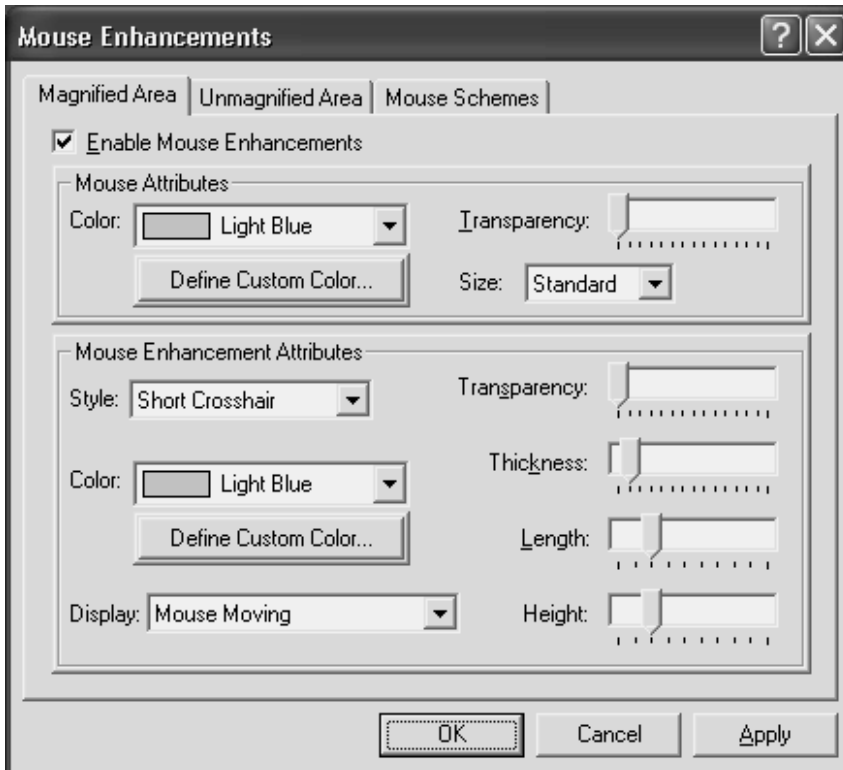 Mouse Enhancements
Magnified Area Unmagnified Area Mouse Schemes
Enable Mouse Enhancements
Mouse Attributes
Color: Light Blue Transparency:
Define Custom Color... Size: Standard
Mouse Enhancement Attributes
Style: Short Crosshair Transparency:
Thickness:
Color: Light Blue
Define Custom Color... Length:
Display: Mouse Moving Height:
OK Cancel Apply